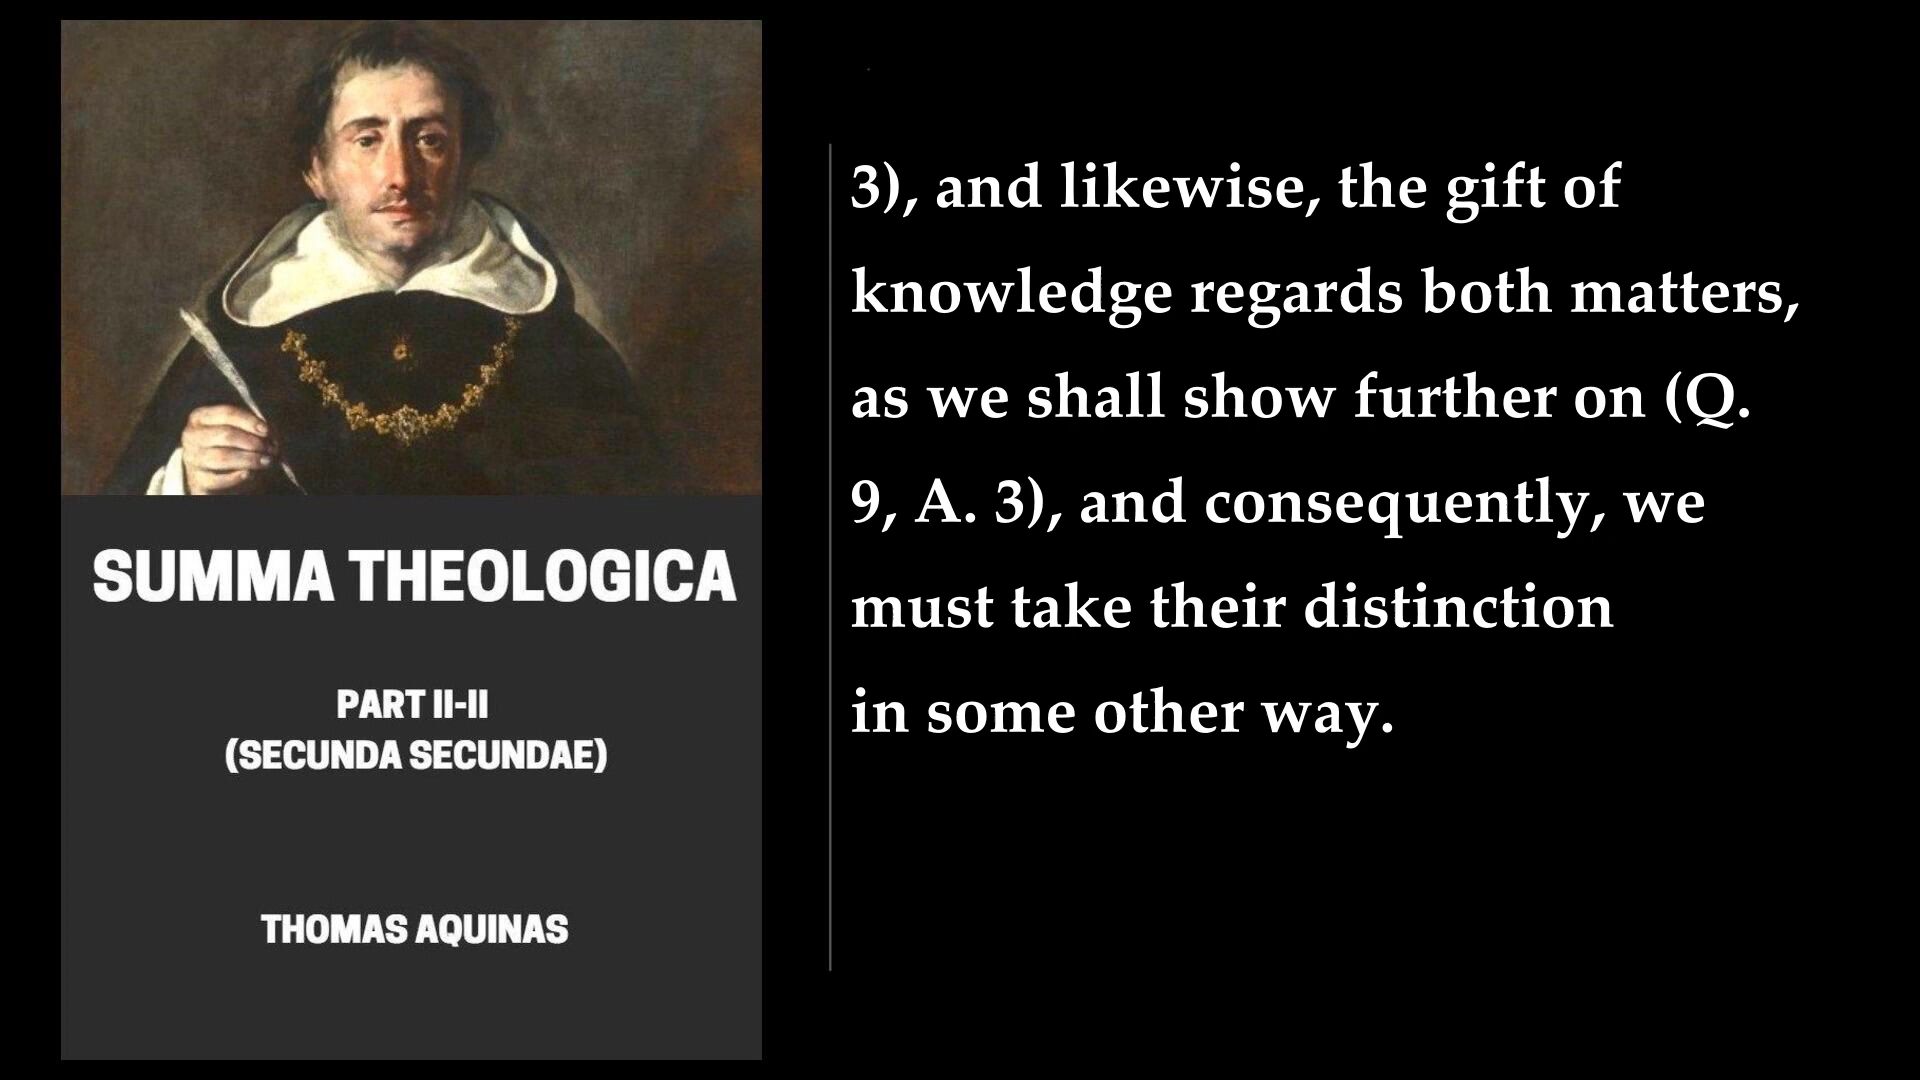 SUMMA THEOLOGICA
PART II-II
(SECUNDA SECUNDAE)
THOMAS AQUINAS
3), and likewise, the gift of
knowledge regards both matters,
as we shall show further on (Q.
9, A. 3), and consequently, we
must take their distinction
in some other way.